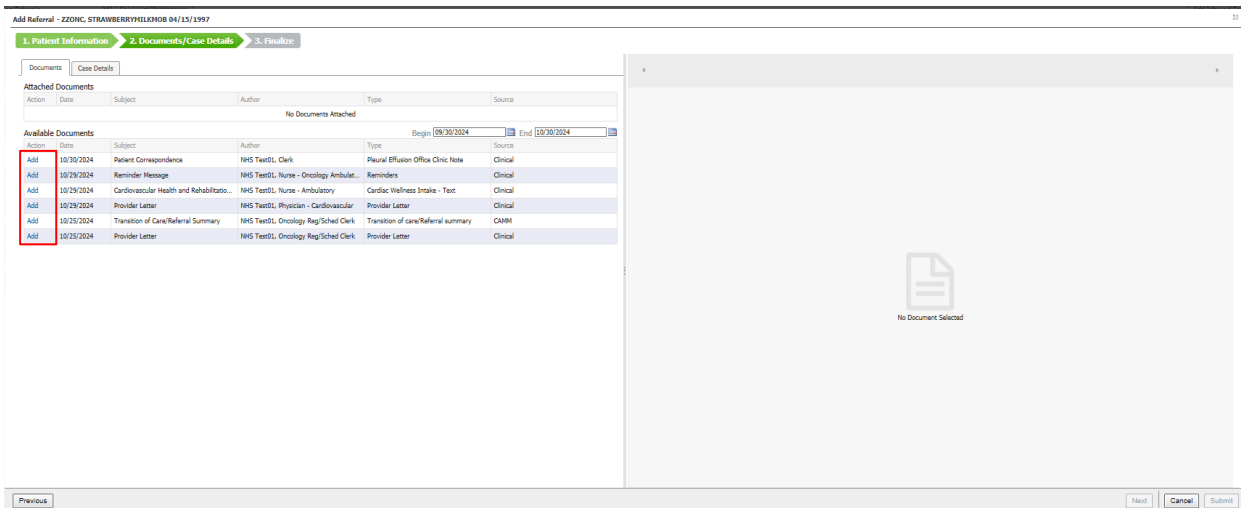 Add Referral - ZZONC, STRAWBERRYMILKMOB 04/15/1997
1. Patient Information 2. Documents/Case Details 3. Finalize
Documents Case Details
Attached Documents
Action Date Subject Author Type Source
No Documents Attached
Available Documents Begin 09/30/2024 End 10/30/2024
Action Date Subject Author Type Source
Add 10/30/2024 Patient Correspondence NHS Test01, Clerk Pleural Effusion Office Clinic Note Clinical
Add 10/29/2024 Reminder Message NHS Test01, Nurse - Oncology Ambulat... Reminders Clinical
Add 10/29/2024 Cardiovascular Health and Rehabilitatio... NHS Test01, Nurse - Ambulatory Cardiac Wellness Intake - Text Clinical
Add 10/29/2024 Provider Letter NHS Test01, Physician - Cardiovascular Provider Letter Clinical
Add 10/25/2024 Transition of Care/Referral Summary NHS Test01, Oncology Reg/Sched Clerk Transition of care/Referral summary CAMM
Add 10/25/2024 Provider Letter NHS Test01, Oncology Reg/Sched Clerk Provider Letter Clinical
No Document Selected
Previous Next Cancel Submit